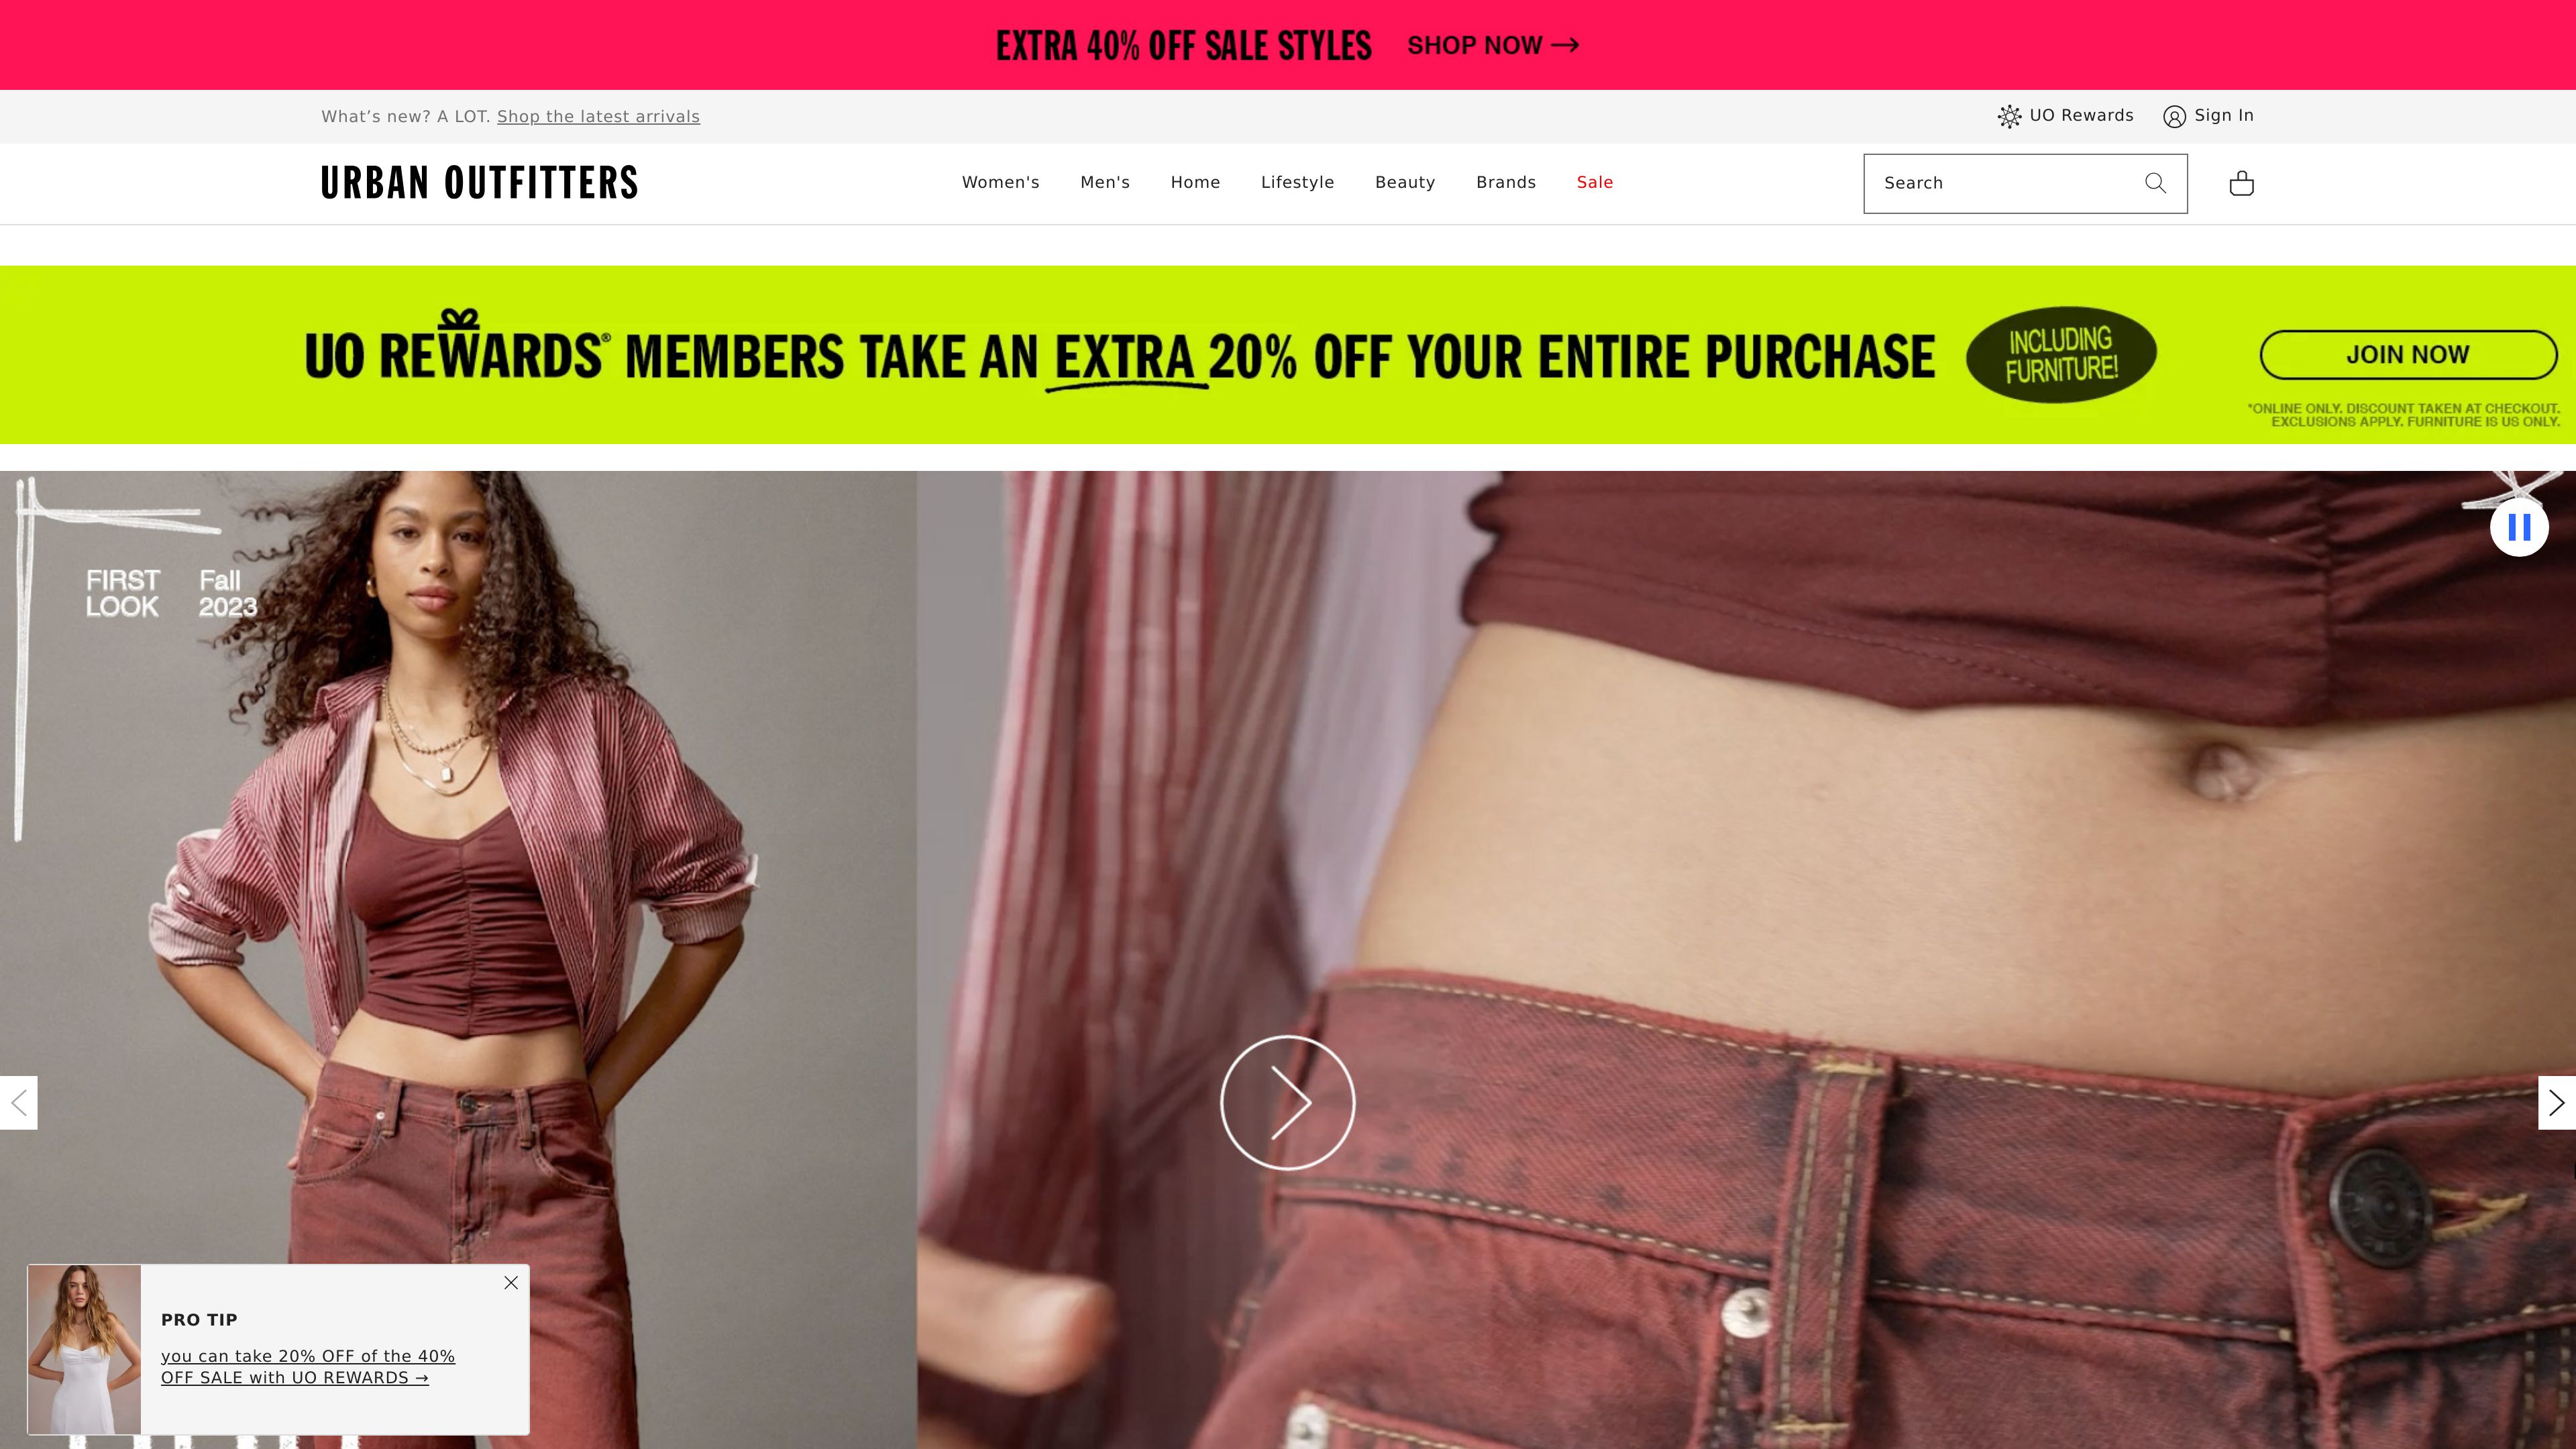 EXTRA 40% OFF SALE STYLES SHOP NOW →
What’s new? A LOT. Shop the latest arrivals
UO Rewards Sign In
URBAN OUTFITTERS
Women's Men's Home Lifestyle Beauty Brands Sale
Search
UO REWARDS® MEMBERS TAKE AN EXTRA 20% OFF YOUR ENTIRE PURCHASE
INCLUDING
FURNITURE!
JOIN NOW
*ONLINE ONLY. DISCOUNT TAKEN AT CHECKOUT.
EXCLUSIONS APPLY. FURNITURE IS US ONLY.
FIRST
LOOK
Fall
2023
PRO TIP
you can take 20% OFF of the 40%
OFF SALE with UO REWARDS →